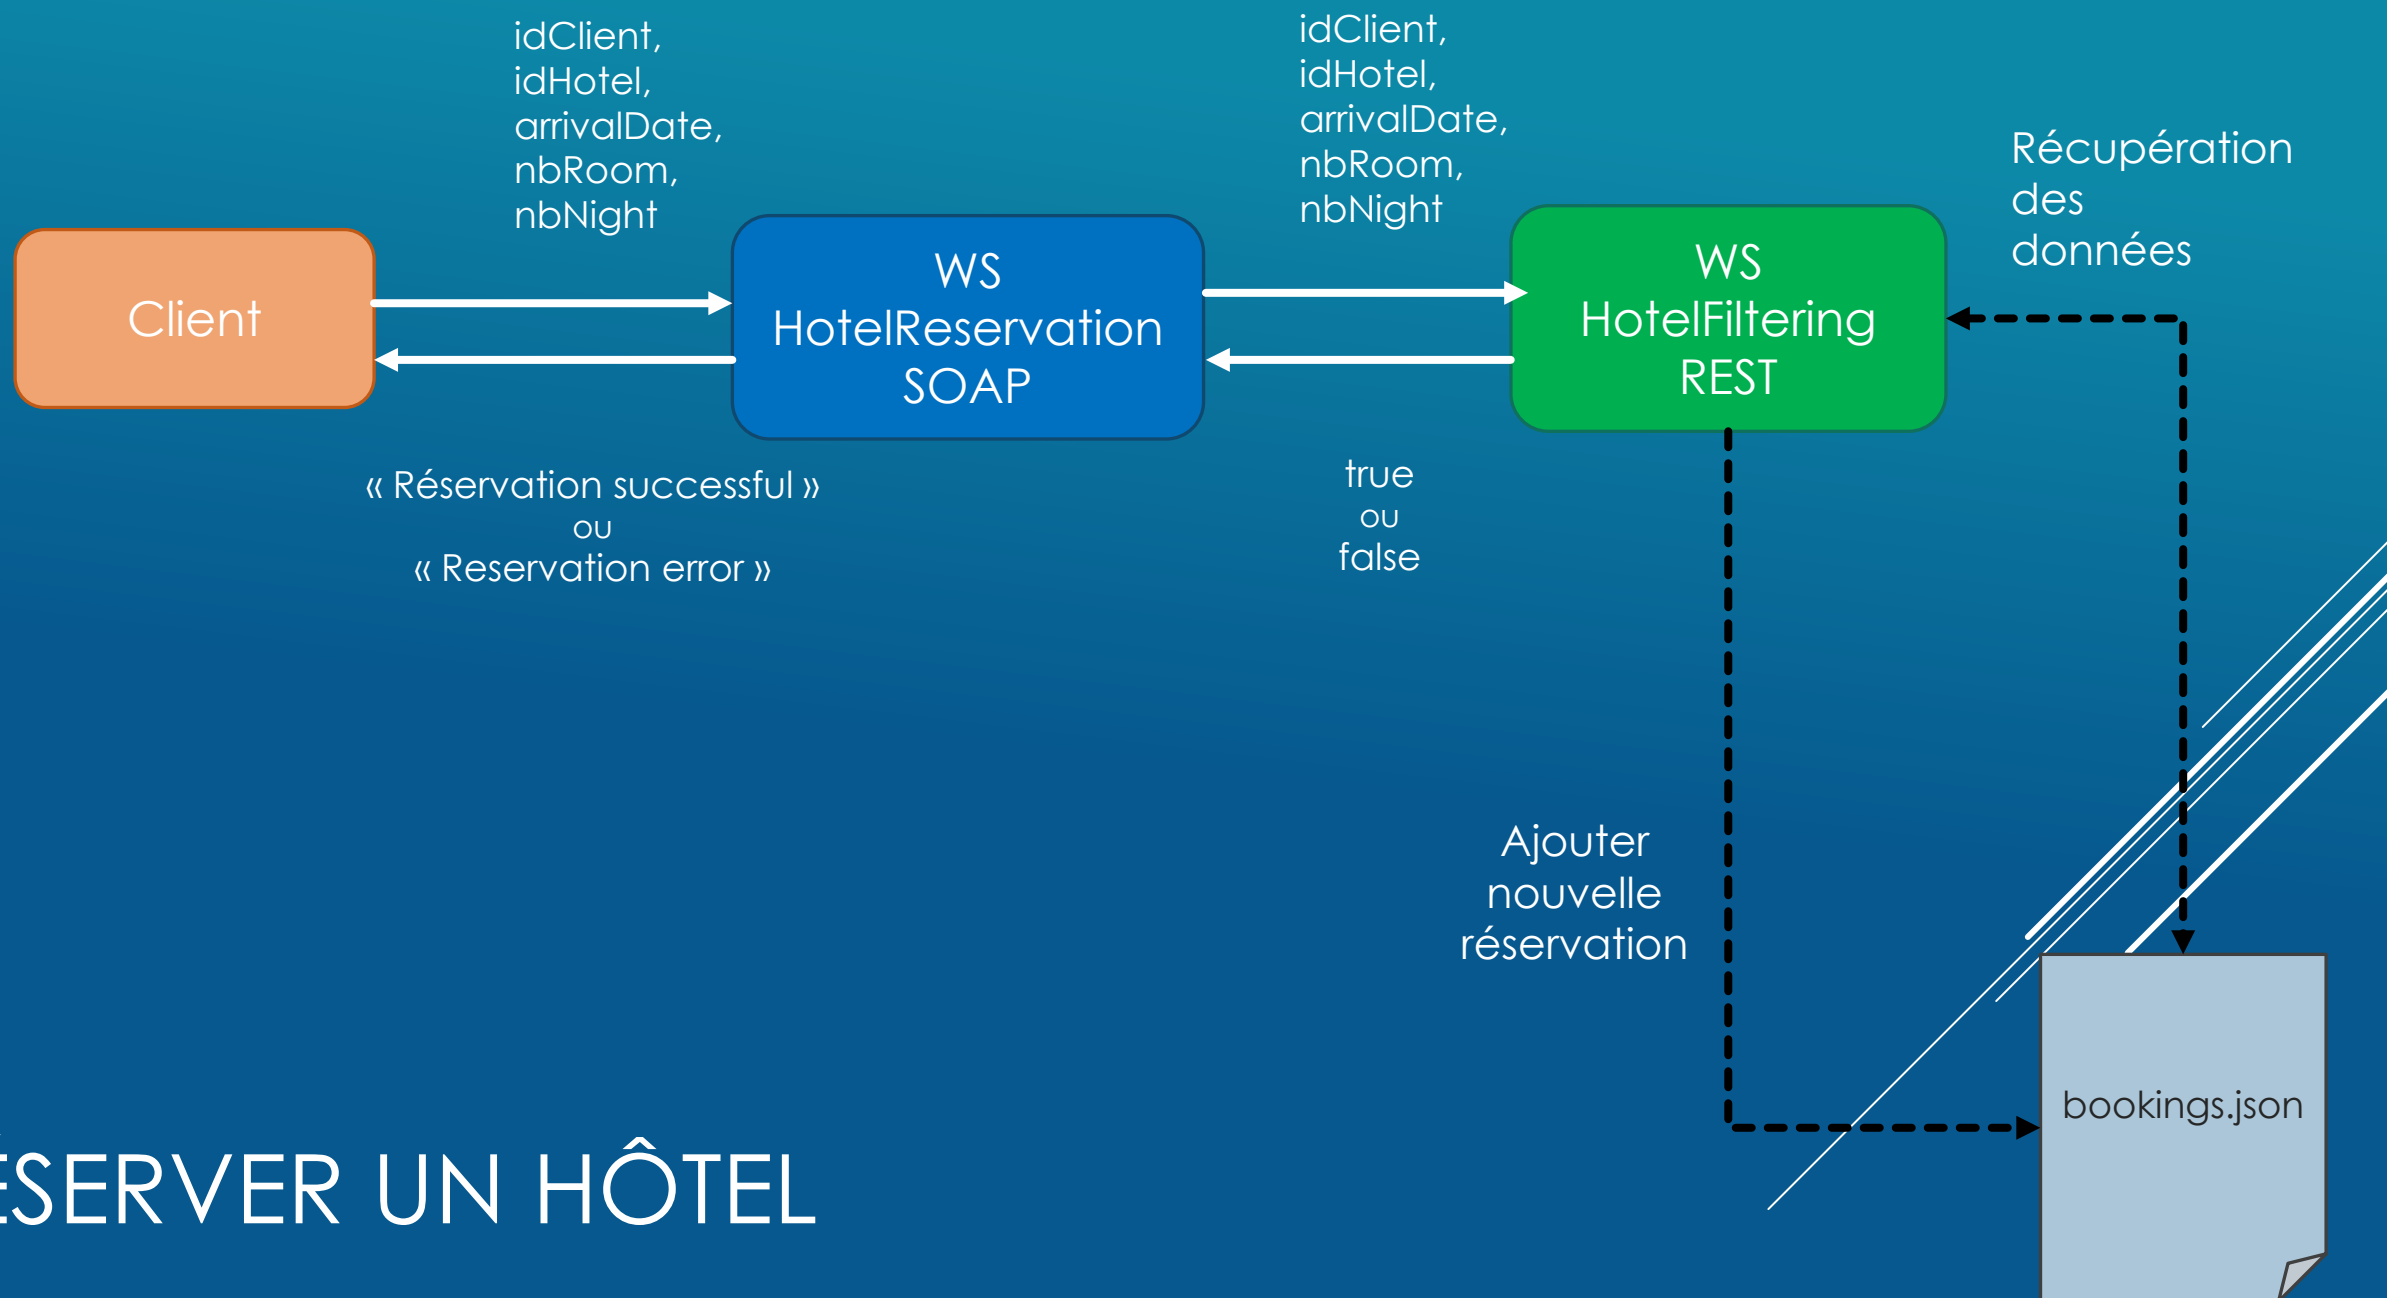 idClient,
idHotel,
arrivalDate,
nbRoom,
nbNight
idClient,
idHotel,
arrivalDate,
nbRoom,
nbNight
Récupération
des
données
Client
WS
HotelReservation
SOAP
WS
HotelFiltering
REST
« Réservation successful »
ou
« Reservation error »
true
ou
false
Ajouter
nouvelle
réservation
bookings.json
ÉSERVER UN HÔTEL